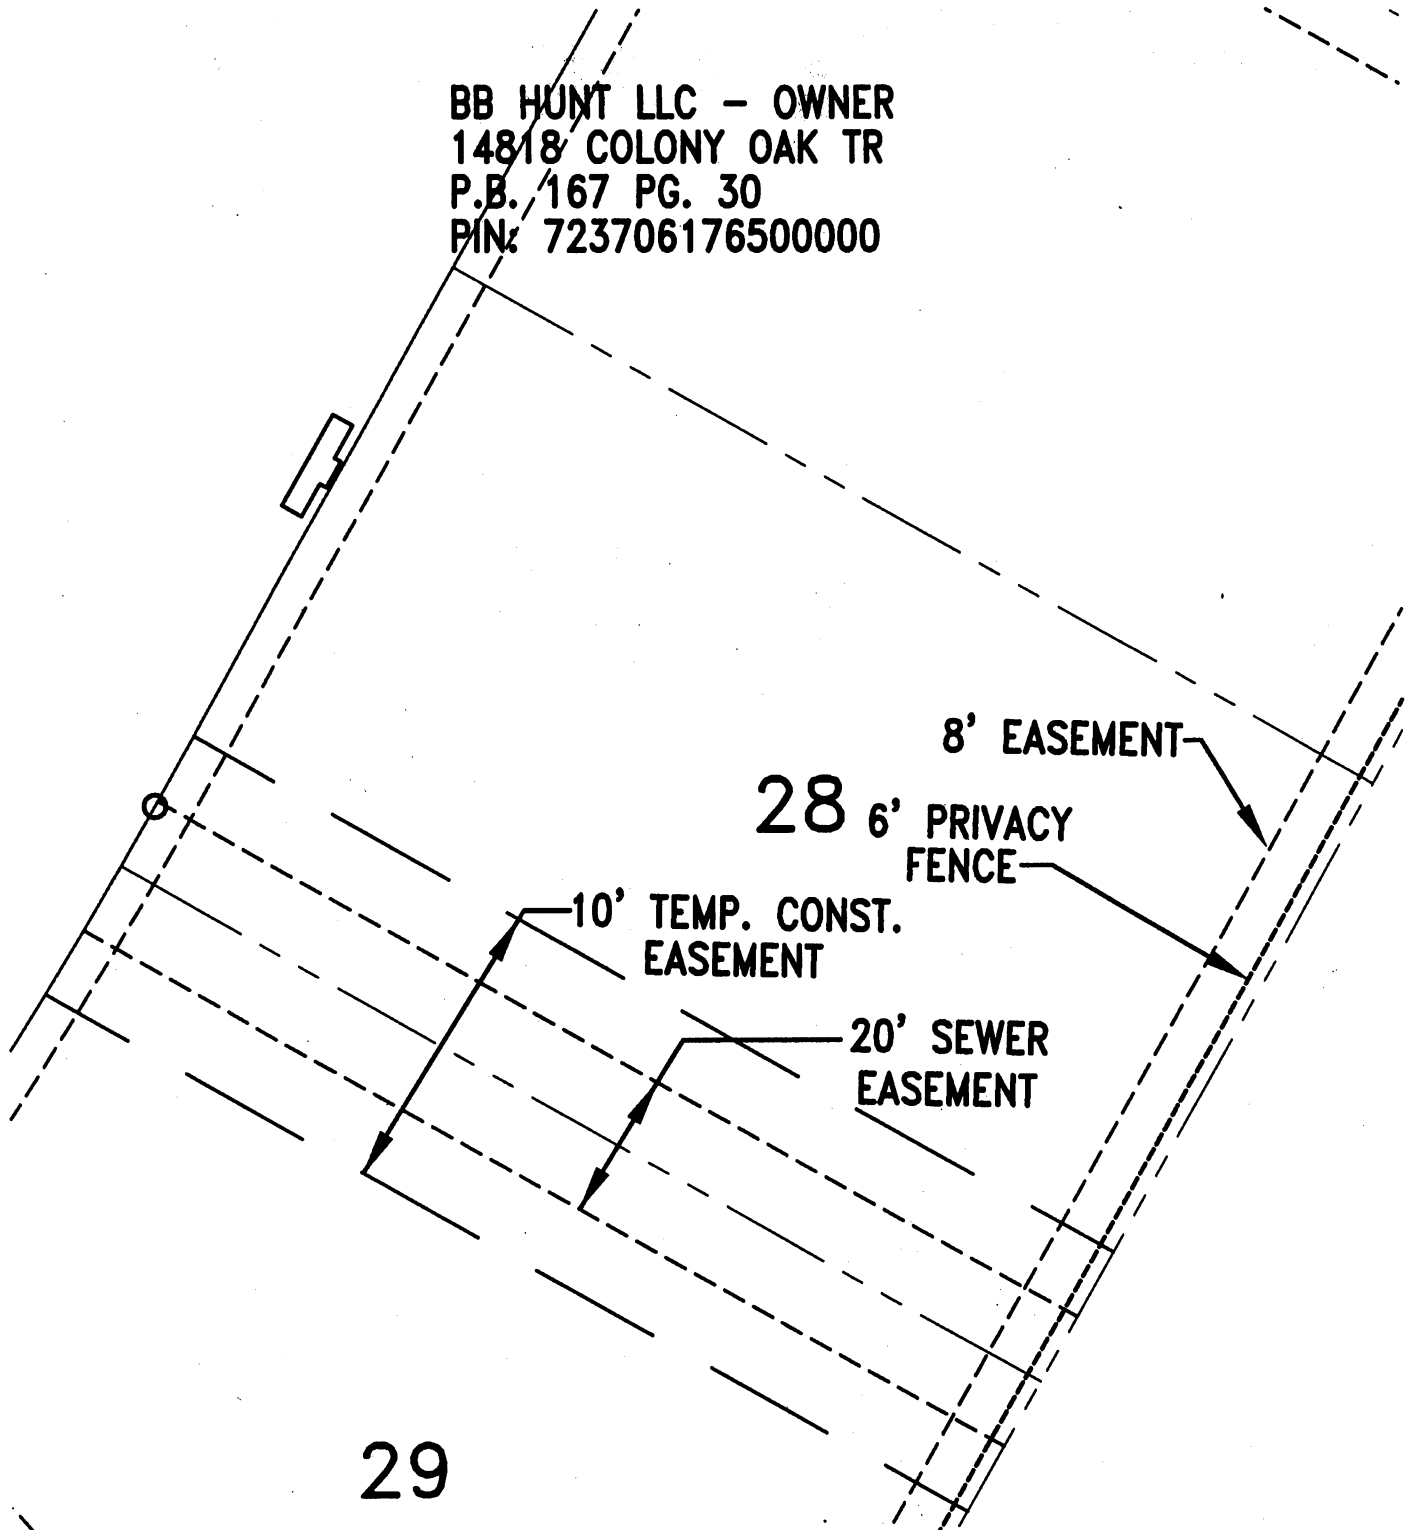 BB HUNT LLC - OWNER
14818 COLONY OAK TR
P.B. 167 PG. 30
PIN: 723706176500000
8' EASEMENT
28
6' PRIVACY
FENCE
10' TEMP. CONST.
EASEMENT
20' SEWER
EASEMENT
29